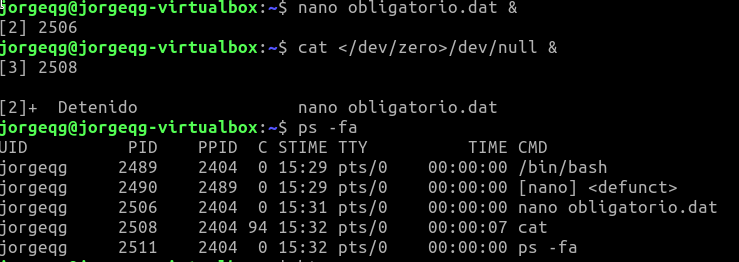 jorgeqg@jorgeqg-virtualbox:~$ nano obligatorio.dat &
[2] 2506
jorgeqg@jorgeqg-virtualbox:~$ cat </dev/zero>/dev/null &
[3] 2508
[2]+  Detenido                nano obligatorio.dat
jorgeqg@jorgeqg-virtualbox:~$ ps -fa
UID          PID    PPID  C STIME TTY          TIME CMD
jorgeqg     2489    2404  0 15:29 pts/0    00:00:00 /bin/bash
jorgeqg     2490    2489  0 15:29 pts/0    00:00:00 [nano] <defunct>
jorgeqg     2506    2404  0 15:31 pts/0    00:00:00 nano obligatorio.dat
jorgeqg     2508    2404 94 15:32 pts/0    00:00:07 cat
jorgeqg     2511    2404  0 15:32 pts/0    00:00:00 ps -fa